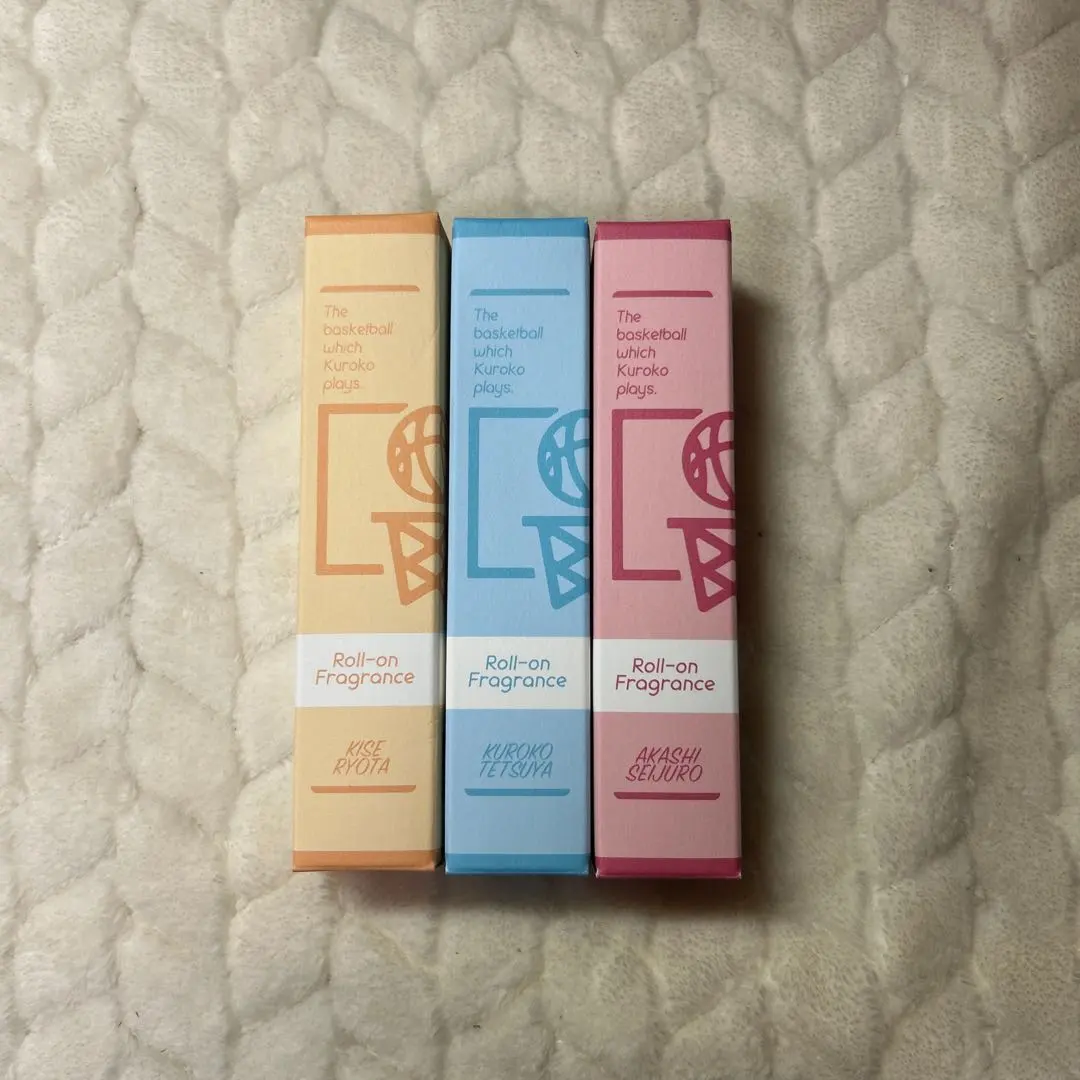 The
basketball
which
Kuroko
plays.
Roll-on
Fragrance
KISE
RYOTA
The
basketball
which
Kuroko
plays.
Roll-on
Fragrance
KUROKO
TETSUYA
The
basketball
which
Kuroko
plays.
Roll-on
Fragrance
AKASHI
SEIJURO